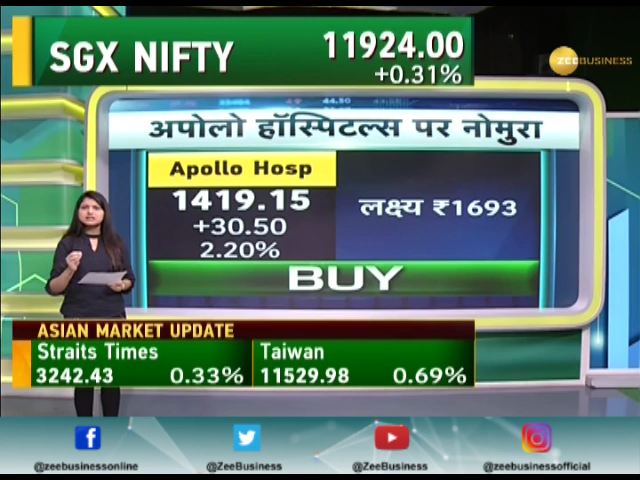 SGX NIFTY
11924.00
+0.31%
ZEEBUSINESS
अपोलो हॉस्पिटल्स पर नोमुरा
Apollo Hosp
1419.15
+30.50
2.20%
लक्ष्य ₹1693
BUY
ASIAN MARKET UPDATE
Straits Times
3242.43 0.33%
Taiwan
11529.98 0.69%
@zeebusinessonline
@ZeeBusiness
@ZeeBusiness
@zeebusinessofficial